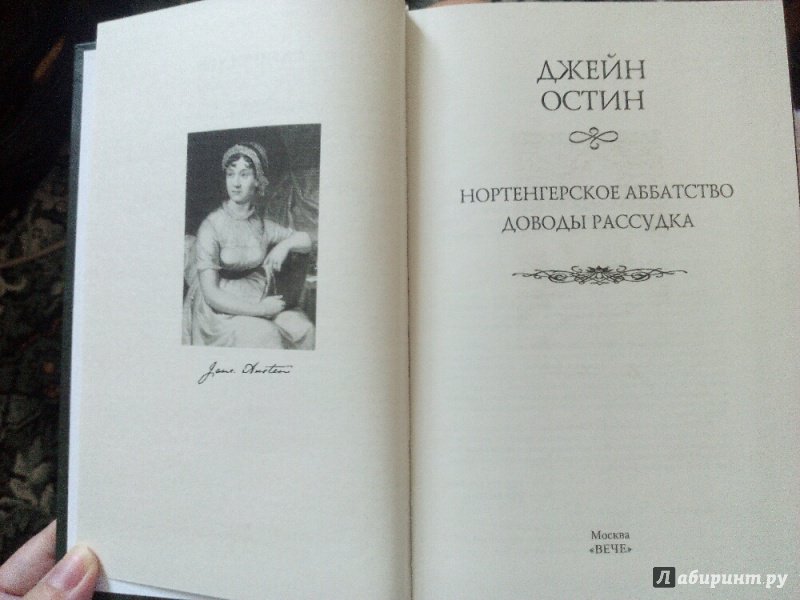 Jane Austen
ДЖЕЙН
ОСТИН
НОРТЕНГЕРСКОЕ АББАТСТВО
ДОВОДЫ РАССУДКА
Москва
«ВЕЧЕ»
Лабиринт.ру